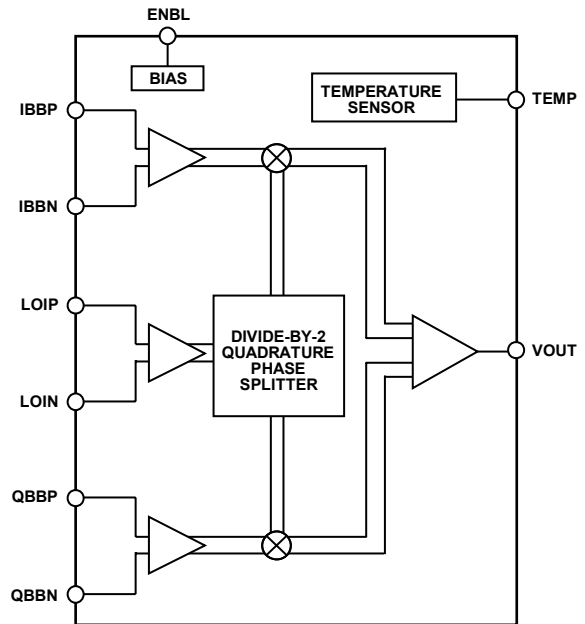 ENBL
BIAS
TEMPERATURE
SENSOR
TEMP
IBBP
IBBN
LOIP
DIVIDE-BY-2
QUADRATURE
PHASE
SPLITTER
VOUT
LOIN
QBBP
QBBN